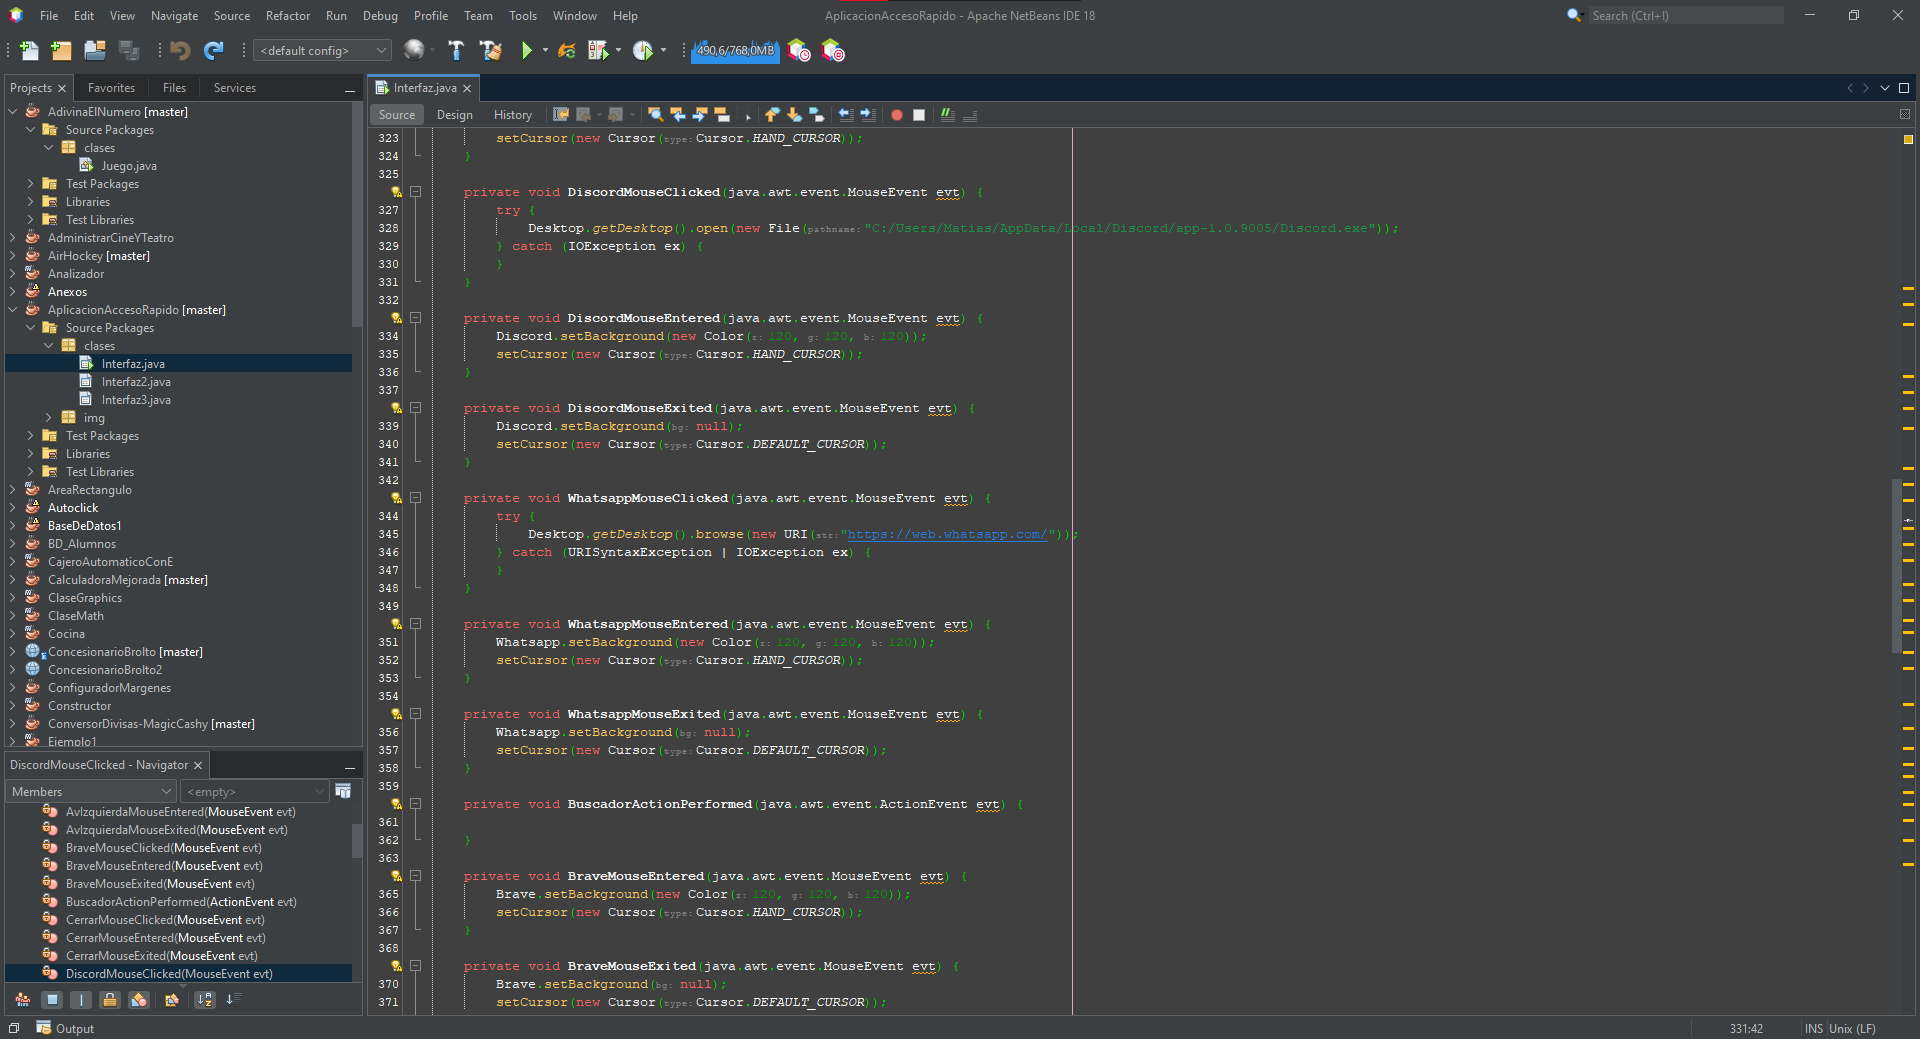 File Edit View Navigate Source Refactor Run Debug Profile Team Tools Window Help
AplicacionAccesoRapido - Apache NetBeans IDE 18
Search (Ctrl+I)
<default config>
490,6/768,0MB
Projects Favorites Files Services
AdivinaElNumero [master]
Source Packages
clases
Juego.java
Test Packages
Libraries
Test Libraries
AdministrarCineYTeatro
AirHockey [master]
Analizador
Anexos
AplicacionAccesoRapido [master]
Source Packages
clases
Interfaz.java
Interfaz2.java
Interfaz3.java
img
Test Packages
Libraries
Test Libraries
AreaRectangulo
Autoclick
BaseDeDatos1
BD_Alumnos
CajeroAutomaticoConE
CalculadoraMejorada [master]
ClaseGraphics
ClaseMath
Cocina
ConcesionarioBrolto [master]
ConcesionarioBrolto2
ConfiguradorMargenes
Constructor
ConversorDivisas-MagicCashy [master]
Ejemplo1
DiscordMouseClicked - Navigator
Members
<empty>
AvIzquierdaMouseEntered(MouseEvent evt)
AvIzquierdaMouseExited(MouseEvent evt)
BraveMouseClicked(MouseEvent evt)
BraveMouseEntered(MouseEvent evt)
BraveMouseExited(MouseEvent evt)
BuscadorActionPerformed(ActionEvent evt)
CerrarMouseClicked(MouseEvent evt)
CerrarMouseEntered(MouseEvent evt)
CerrarMouseExited(MouseEvent evt)
DiscordMouseClicked(MouseEvent evt)
Interfaz.java
Source Design History
323 setCursor(new Cursor(type: Cursor.HAND_CURSOR));
324 }
325
private void DiscordMouseClicked(java.awt.event.MouseEvent evt) {
327 try {
328 Desktop.getDesktop().open(new File(pathname: "C:/Users/Matias/AppData/Local/Discord/app-1.0.9005/Discord.exe"));
329 } catch (IOException ex) {
330 }
331 }
332
private void DiscordMouseEntered(java.awt.event.MouseEvent evt) {
334 Discord.setBackground(new Color(r: 120, g: 120, b: 120));
335 setCursor(new Cursor(type: Cursor.HAND_CURSOR));
336 }
337
private void DiscordMouseExited(java.awt.event.MouseEvent evt) {
339 Discord.setBackground(bg: null);
340 setCursor(new Cursor(type: Cursor.DEFAULT_CURSOR));
341 }
342
private void WhatsappMouseClicked(java.awt.event.MouseEvent evt) {
344 try {
345 Desktop.getDesktop().browse(new URI(str: "https://web.whatsapp.com/"));
346 } catch (URISyntaxException | IOException ex) {
347 }
348 }
349
private void WhatsappMouseEntered(java.awt.event.MouseEvent evt) {
351 Whatsapp.setBackground(new Color(r: 120, g: 120, b: 120));
352 setCursor(new Cursor(type: Cursor.HAND_CURSOR));
353 }
354
private void WhatsappMouseExited(java.awt.event.MouseEvent evt) {
356 Whatsapp.setBackground(bg: null);
357 setCursor(new Cursor(type: Cursor.DEFAULT_CURSOR));
358 }
359
private void BuscadorActionPerformed(java.awt.event.ActionEvent evt) {
361
362 }
363
private void BraveMouseEntered(java.awt.event.MouseEvent evt) {
365 Brave.setBackground(new Color(r: 120, g: 120, b: 120));
366 setCursor(new Cursor(type: Cursor.HAND_CURSOR));
367 }
368
private void BraveMouseExited(java.awt.event.MouseEvent evt) {
370 Brave.setBackground(bg: null);
371 setCursor(new Cursor(type: Cursor.DEFAULT_CURSOR));
Output
331:42 INS Unix (LF)